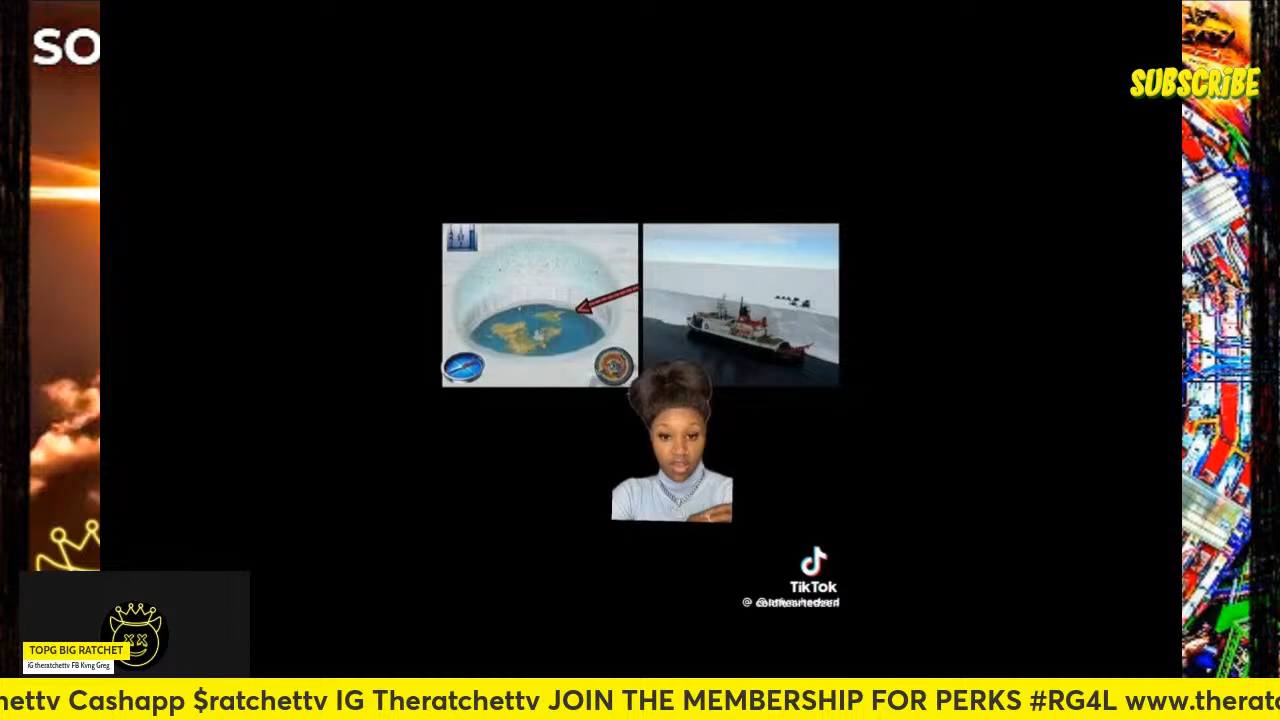 SO
SUBSCRIBE
TikTok
TOPG BIG RATCHET
iG theratchettv FB Kvng Greg
hettv Cashapp $ratchettv IG Theratchettv JOIN THE MEMBERSHIP FOR PERKS #RG4L www.theratc